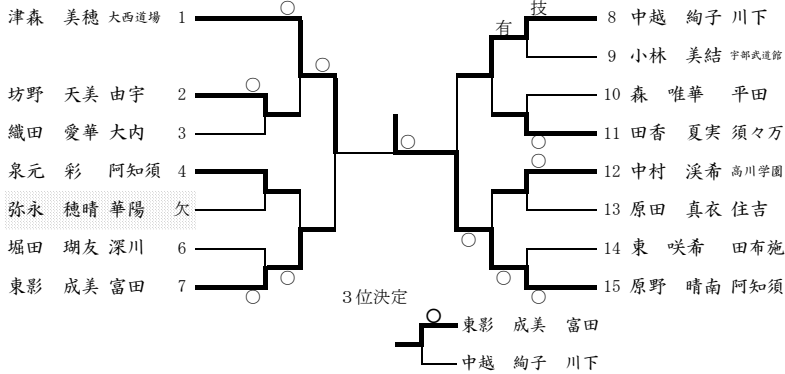 津森 美穂 大西道場 1
坊野 天美 由宇 2
織田 愛華 大内 3
泉元 彩 阿知須 4
弥永 穂晴 華陽 欠
堀田 瑚友 深川 6
東影 成美 富田 7
技
有
8 中越 絢子 川下
9 小林 美結 宇部武道館
10 森 唯華 平田
11 田香 夏実 須々万
12 中村 渓希 高川学園
13 原田 真衣 住吉
14 東 咲希 田布施
15 原野 晴南 阿知須
3位決定
東影 成美 富田
中越 絢子 川下